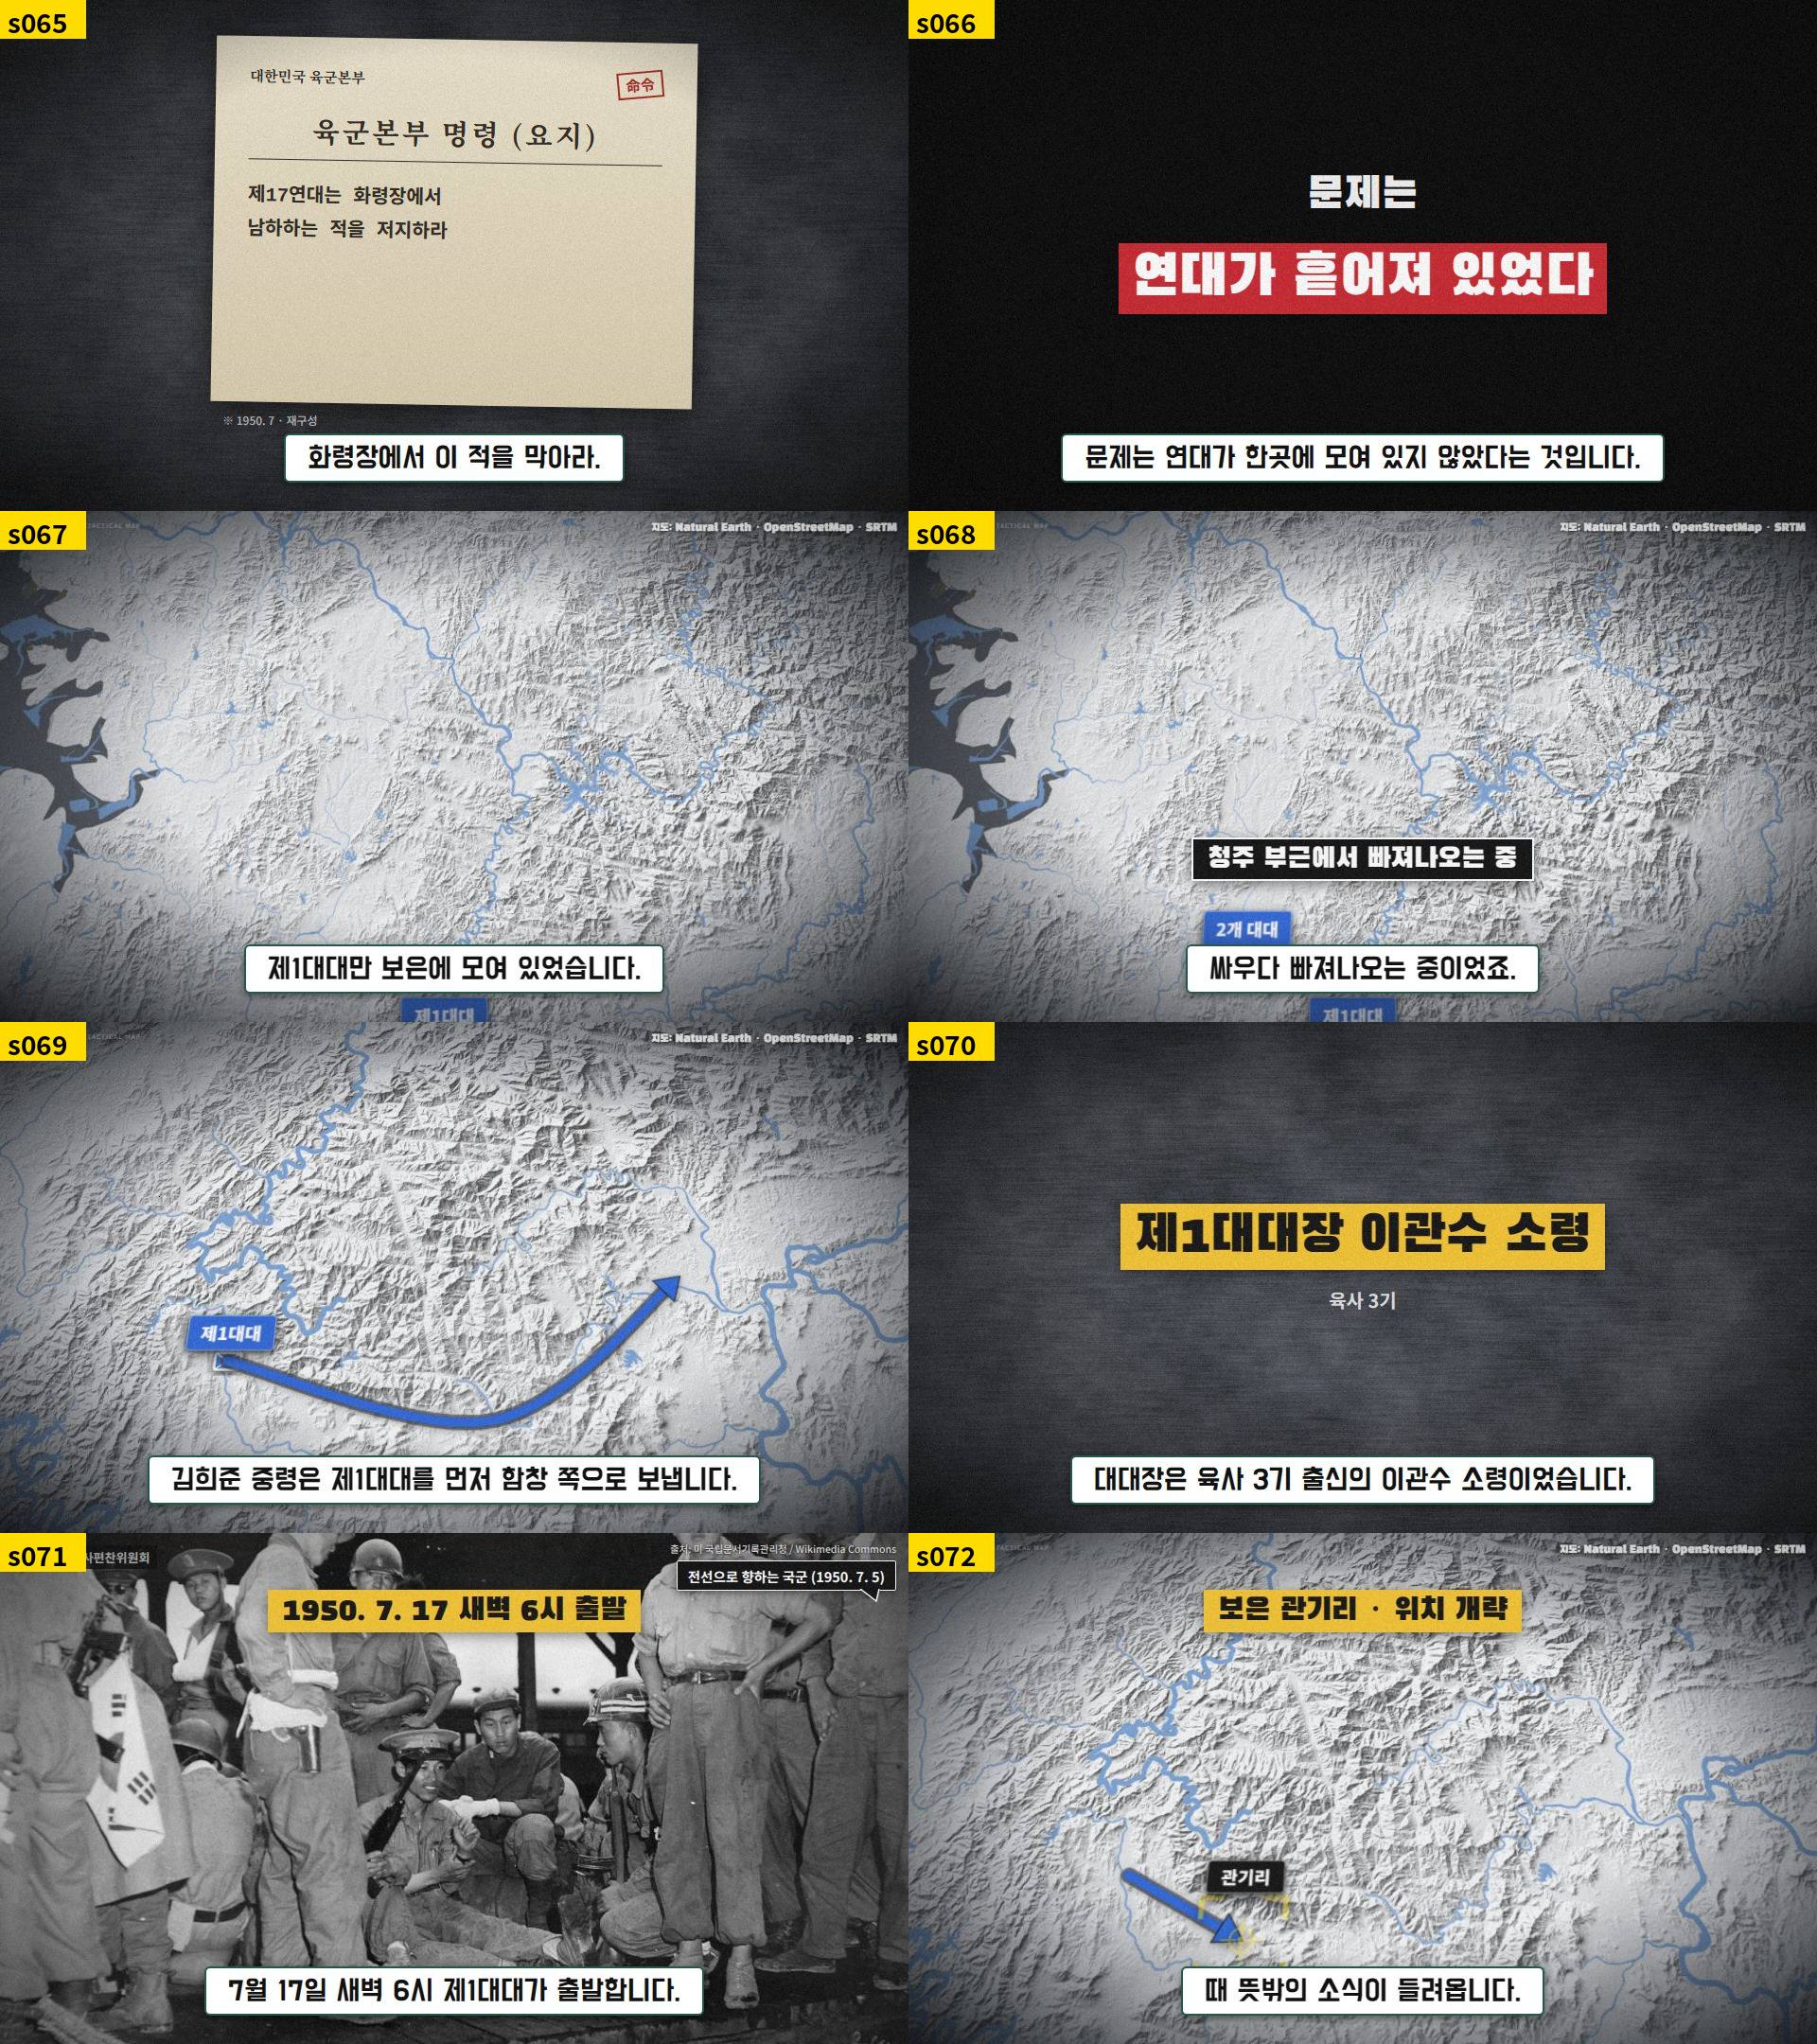 s065
대한민국 육군본부
命令
육군본부 명령 (요지)
제17연대는 화령장에서
남하하는 적을 저지하라
※ 1950. 7 · 재구성
화령장에서 이 적을 막아라.
s066
문제는
연대가 흩어져 있었다
문제는 연대가 한곳에 모여 있지 않았다는 것입니다.
s067
TACTICAL MAP
지도: Natural Earth · OpenStreetMap · SRTM
제1대대만 보은에 모여 있었습니다.
제1대대
s068
TACTICAL MAP
지도: Natural Earth · OpenStreetMap · SRTM
청주 부근에서 빠져나오는 중
2개 대대
싸우다 빠져나오는 중이었죠.
제1대대
s069
TACTICAL MAP
지도: Natural Earth · OpenStreetMap · SRTM
제1대대
김희준 중령은 제1대대를 먼저 함창 쪽으로 보냅니다.
s070
제1대대장 이관수 소령
육사 3기
대대장은 육사 3기 출신의 이관수 소령이었습니다.
s071
사편찬위원회
출처: 미 국립문서기록관리청 / Wikimedia Commons
전선으로 향하는 국군 (1950. 7. 5)
1950. 7. 17 새벽 6시 출발
7월 17일 새벽 6시 제1대대가 출발합니다.
s072
TACTICAL MAP
지도: Natural Earth · OpenStreetMap · SRTM
보은 관기리 · 위치 개략
관기리
때 뜻밖의 소식이 들려옵니다.